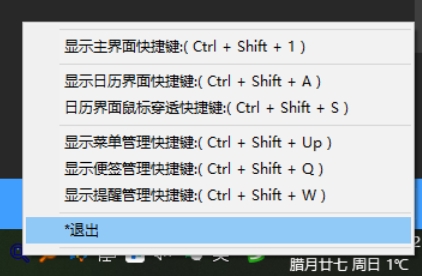 显示主界面快捷键:( Ctrl + Shift + 1 )
显示日历界面快捷键:( Ctrl + Shift + A )
日历界面鼠标穿透快捷键:( Ctrl + Shift + S )
显示菜单管理快捷键:( Ctrl + Shift + Up )
显示便签管理快捷键:( Ctrl + Shift + Q )
显示提醒管理快捷键:( Ctrl + Shift + W )
*退出
腊月廿七 周日 1°C